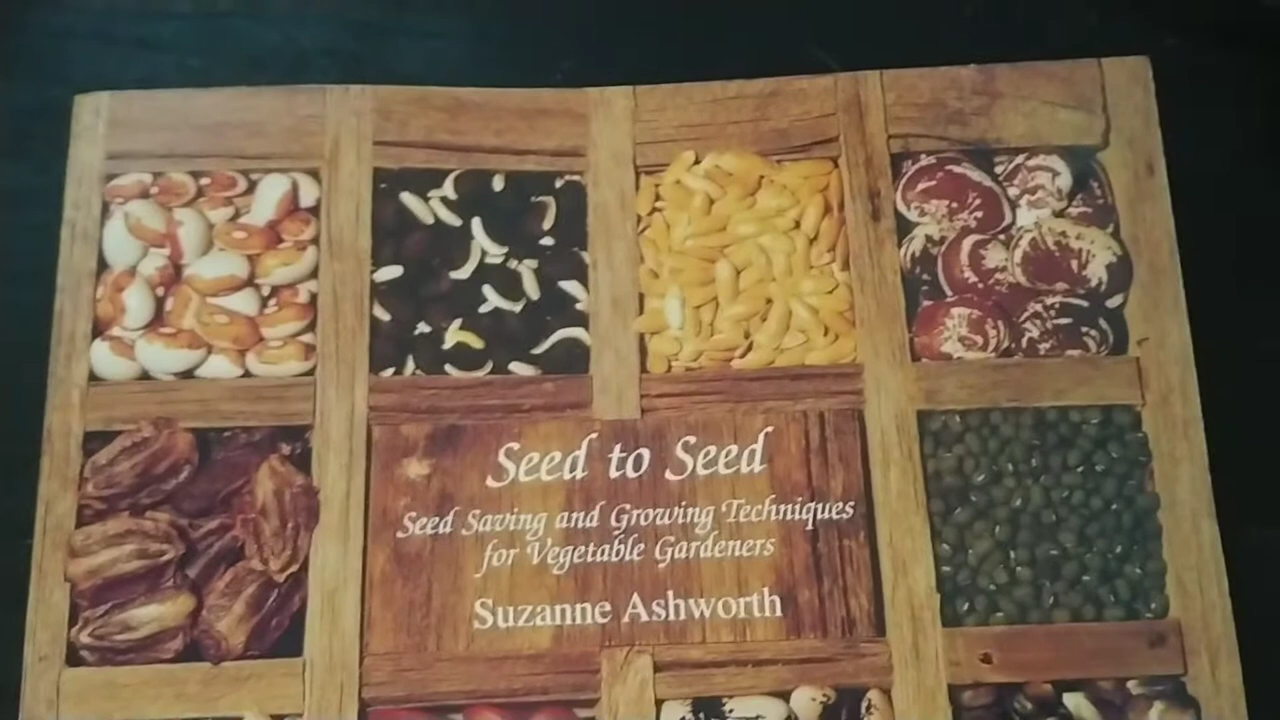 Seed to Seed
Seed Saving and Growing Techniques
for Vegetable Gardeners
Suzanne Ashworth